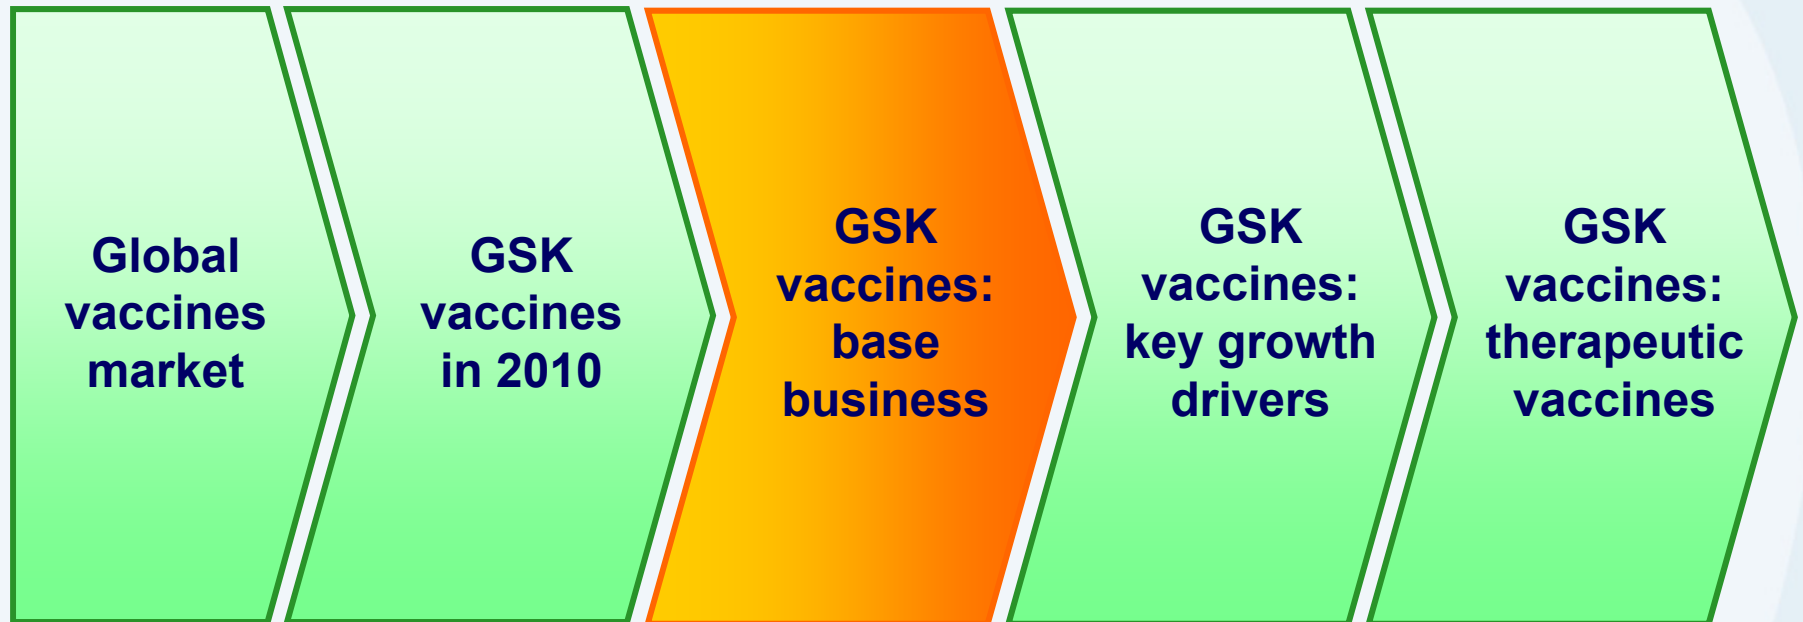 Global
vaccines
market
GSK
vaccines
in 2010
GSK
vaccines:
base
business
GSK
vaccines:
key growth
drivers
GSK
vaccines:
therapeutic
vaccines